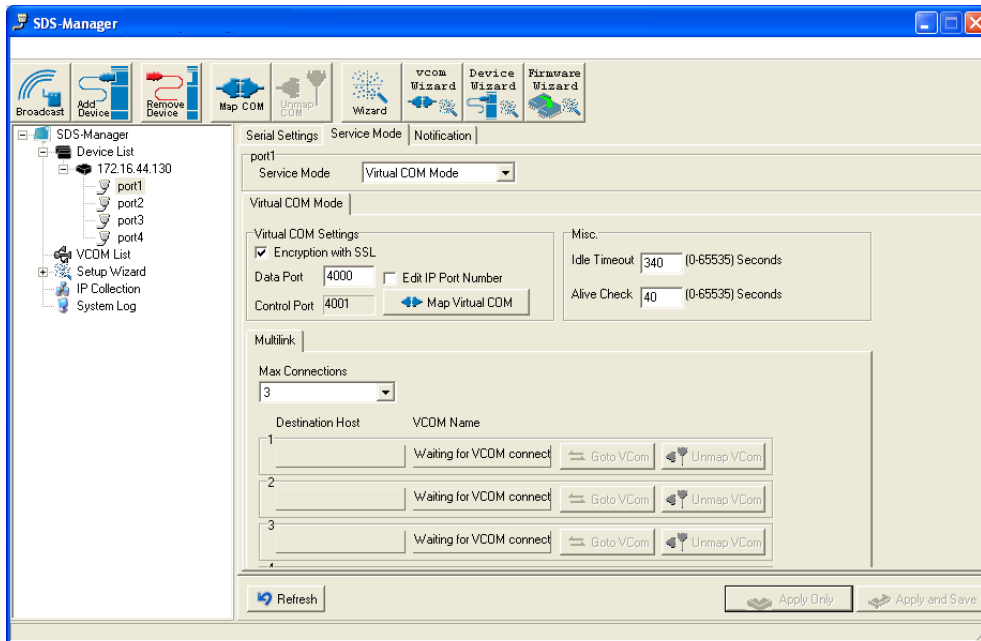 SDS-Manager
Broadcast
Add Device
Remove Device
Map COM
Unmap COM
Wizard
vcom Wizard
Device Wizard
Firmware Wizard
SDS-Manager
Device List
172.16.44.130
port1
port2
port3
port4
VCOM List
Setup Wizard
IP Collection
System Log
Serial Settings
Service Mode
Notification
port1
Service Mode
Virtual COM Mode
Virtual COM Mode
Virtual COM Settings
Encryption with SSL
Data Port 4000
Edit IP Port Number
Control Port 4001
Map Virtual COM
Misc.
Idle Timeout 340 (0-65535) Seconds
Alive Check 40 (0-65535) Seconds
Multilink
Max Connections
3
Destination Host VCOM Name
1
Waiting for VCOM connect Goto VCom Unmap VCom
2
Waiting for VCOM connect Goto VCom Unmap VCom
3
Waiting for VCOM connect Goto VCom Unmap VCom
Refresh
Apply Only
Apply and Save